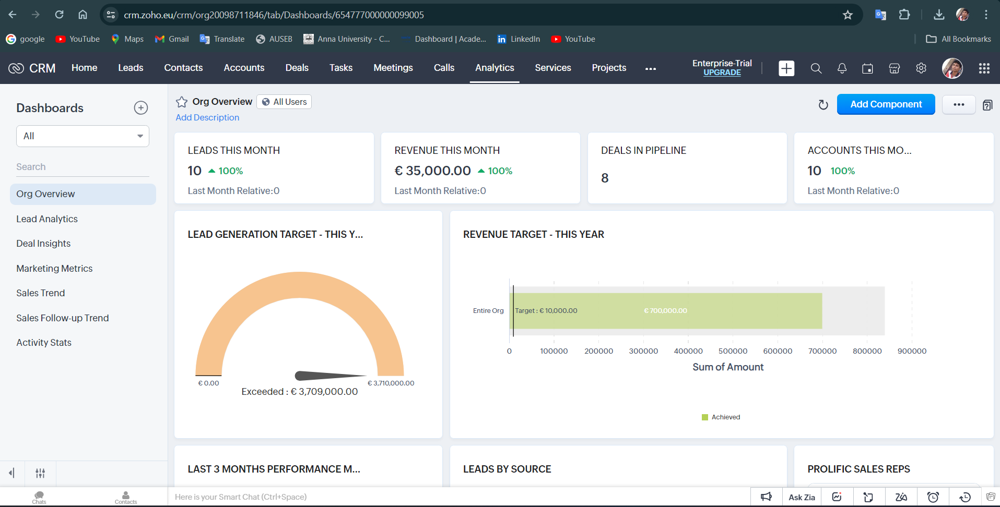 crm.zoho.eu/crm/org20098711846/tab/Dashboards/654777000000099005
google YouTube Maps Gmail Translate AUSEB Anna University - C... Dashboard | Acade... LinkedIn YouTube All Bookmarks
CRM Home Leads Contacts Accounts Deals Tasks Meetings Calls Analytics Services Projects ... Enterprise-Trial
UPGRADE
Dashboards
All
Search
Org Overview
Lead Analytics
Deal Insights
Marketing Metrics
Sales Trend
Sales Follow-up Trend
Activity Stats
Org Overview All Users
Add Description
Add Component
LEADS THIS MONTH
10 100%
Last Month Relative:0
REVENUE THIS MONTH
€ 35,000.00 100%
Last Month Relative:0
DEALS IN PIPELINE
8
ACCOUNTS THIS MO...
10 100%
Last Month Relative:0
LEAD GENERATION TARGET - THIS Y...
€ 0.00 € 3,710,000.00
Exceeded : € 3,709,000.00
REVENUE TARGET - THIS YEAR
Entire Org Target : € 10,000.00 € 700,000.00
0 100000 200000 300000 400000 500000 600000 700000 800000 900000
Sum of Amount
Achieved
LAST 3 MONTHS PERFORMANCE M...
LEADS BY SOURCE
PROLIFIC SALES REPS
Chats Contacts Here is your Smart Chat (Ctrl+Space) Ask Zia